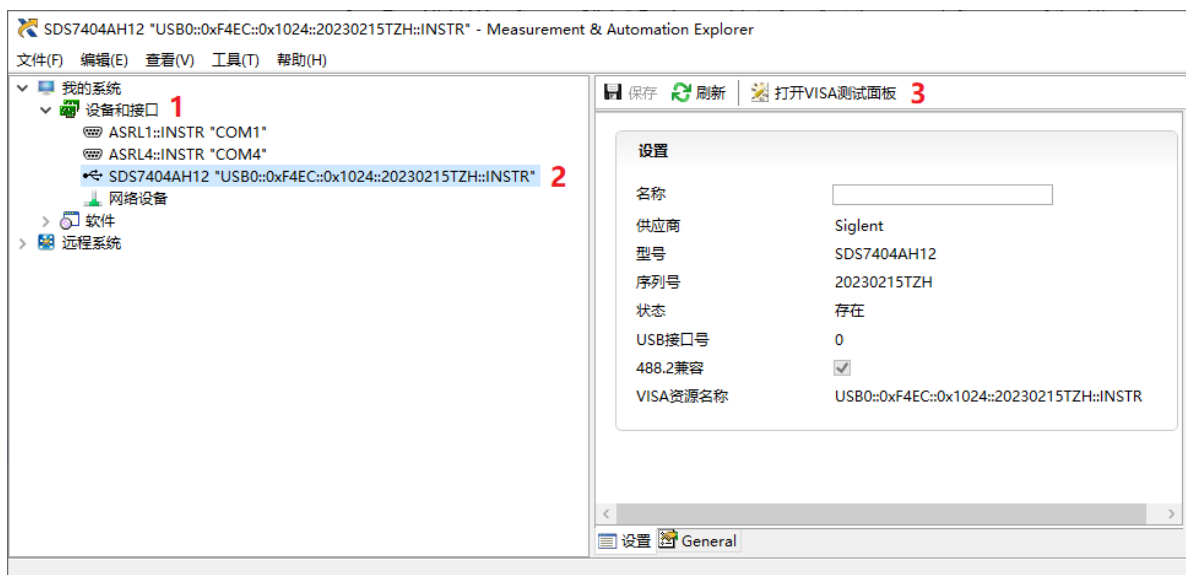 SDS7404AH12 "USB0::0xF4EC::0x1024::20230215TZH::INSTR" - Measurement & Automation Explorer
文件(F) 编辑(E) 查看(V) 工具(T) 帮助(H)
我的系统
设备和接口 1
ASRL1::INSTR "COM1"
ASRL4::INSTR "COM4"
SDS7404AH12 "USB0::0xF4EC::0x1024::20230215TZH::INSTR" 2
网络设备
软件
远程系统
保存 刷新 打开VISA测试面板 3
设置
名称
供应商 Siglent
型号 SDS7404AH12
序列号 20230215TZH
状态 存在
USB接口号 0
488.2兼容
VISA资源名称 USB0::0xF4EC::0x1024::20230215TZH::INSTR
设置 General